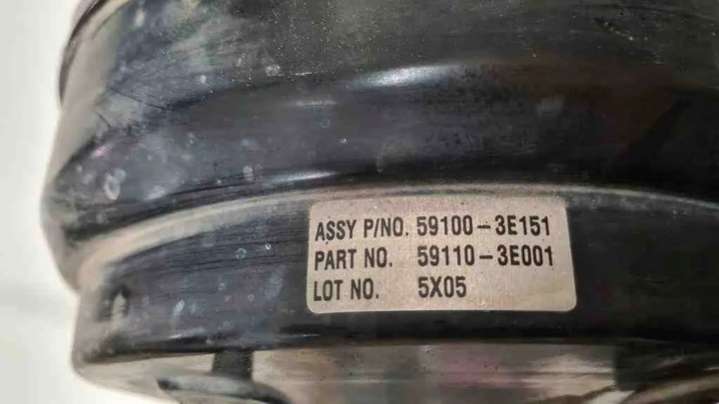 ASSY P/NO. 59100-3E151
PART NO. 59110-3E001
LOT NO. 5X05